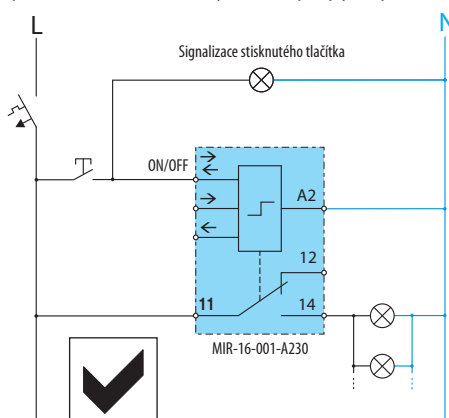 L
N
Signalizace stisknutého tlačítka
ON/OFF
A2
12
11
14
MIR-16-001-A230